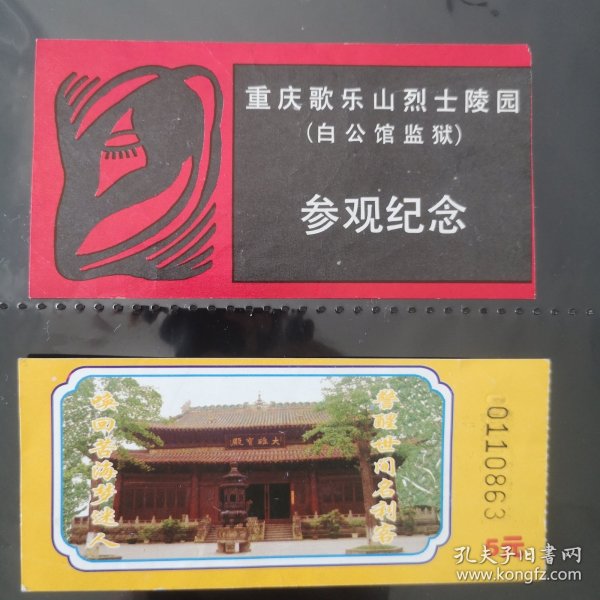 重庆歌乐山烈士陵园
(白公馆监狱)
参观纪念
警醒世间名利客
唤回苦海梦迷人
大雄宝殿
0110863
5元
孔夫子旧书网
www.kongfz.com